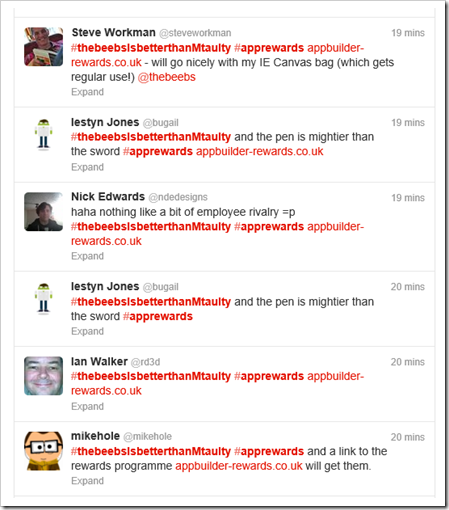 Steve Workman @steveworkman 19 mins
#thebeebsIsbetterthanMtaulty #apprewards appbuilder-
rewards.co.uk - will go nicely with my IE Canvas bag (which gets
regular use!) @thebeebs
Expand
Iestyn Jones @bugail 19 mins
#thebeebsIsbetterthanMtaulty and the pen is mightier than
the sword #apprewards appbuilder-rewards.co.uk
Expand
Nick Edwards @ndedesigns 19 mins
haha nothing like a bit of employee rivalry =p
#thebeebsIsbetterthanMtaulty #apprewards appbuilder-
rewards.co.uk
Expand
Iestyn Jones @bugail 20 mins
#thebeebsIsbetterthanMtaulty and the pen is mightier than
the sword #apprewards
Expand
Ian Walker @rd3d 20 mins
#thebeebsIsbetterthanMtaulty #apprewards appbuilder-
rewards.co.uk
Expand
mikehole @mikehole 20 mins
#thebeebsIsbetterthanMtaulty #apprewards and a link to the
rewards programme appbuilder-rewards.co.uk will get them.
Expand